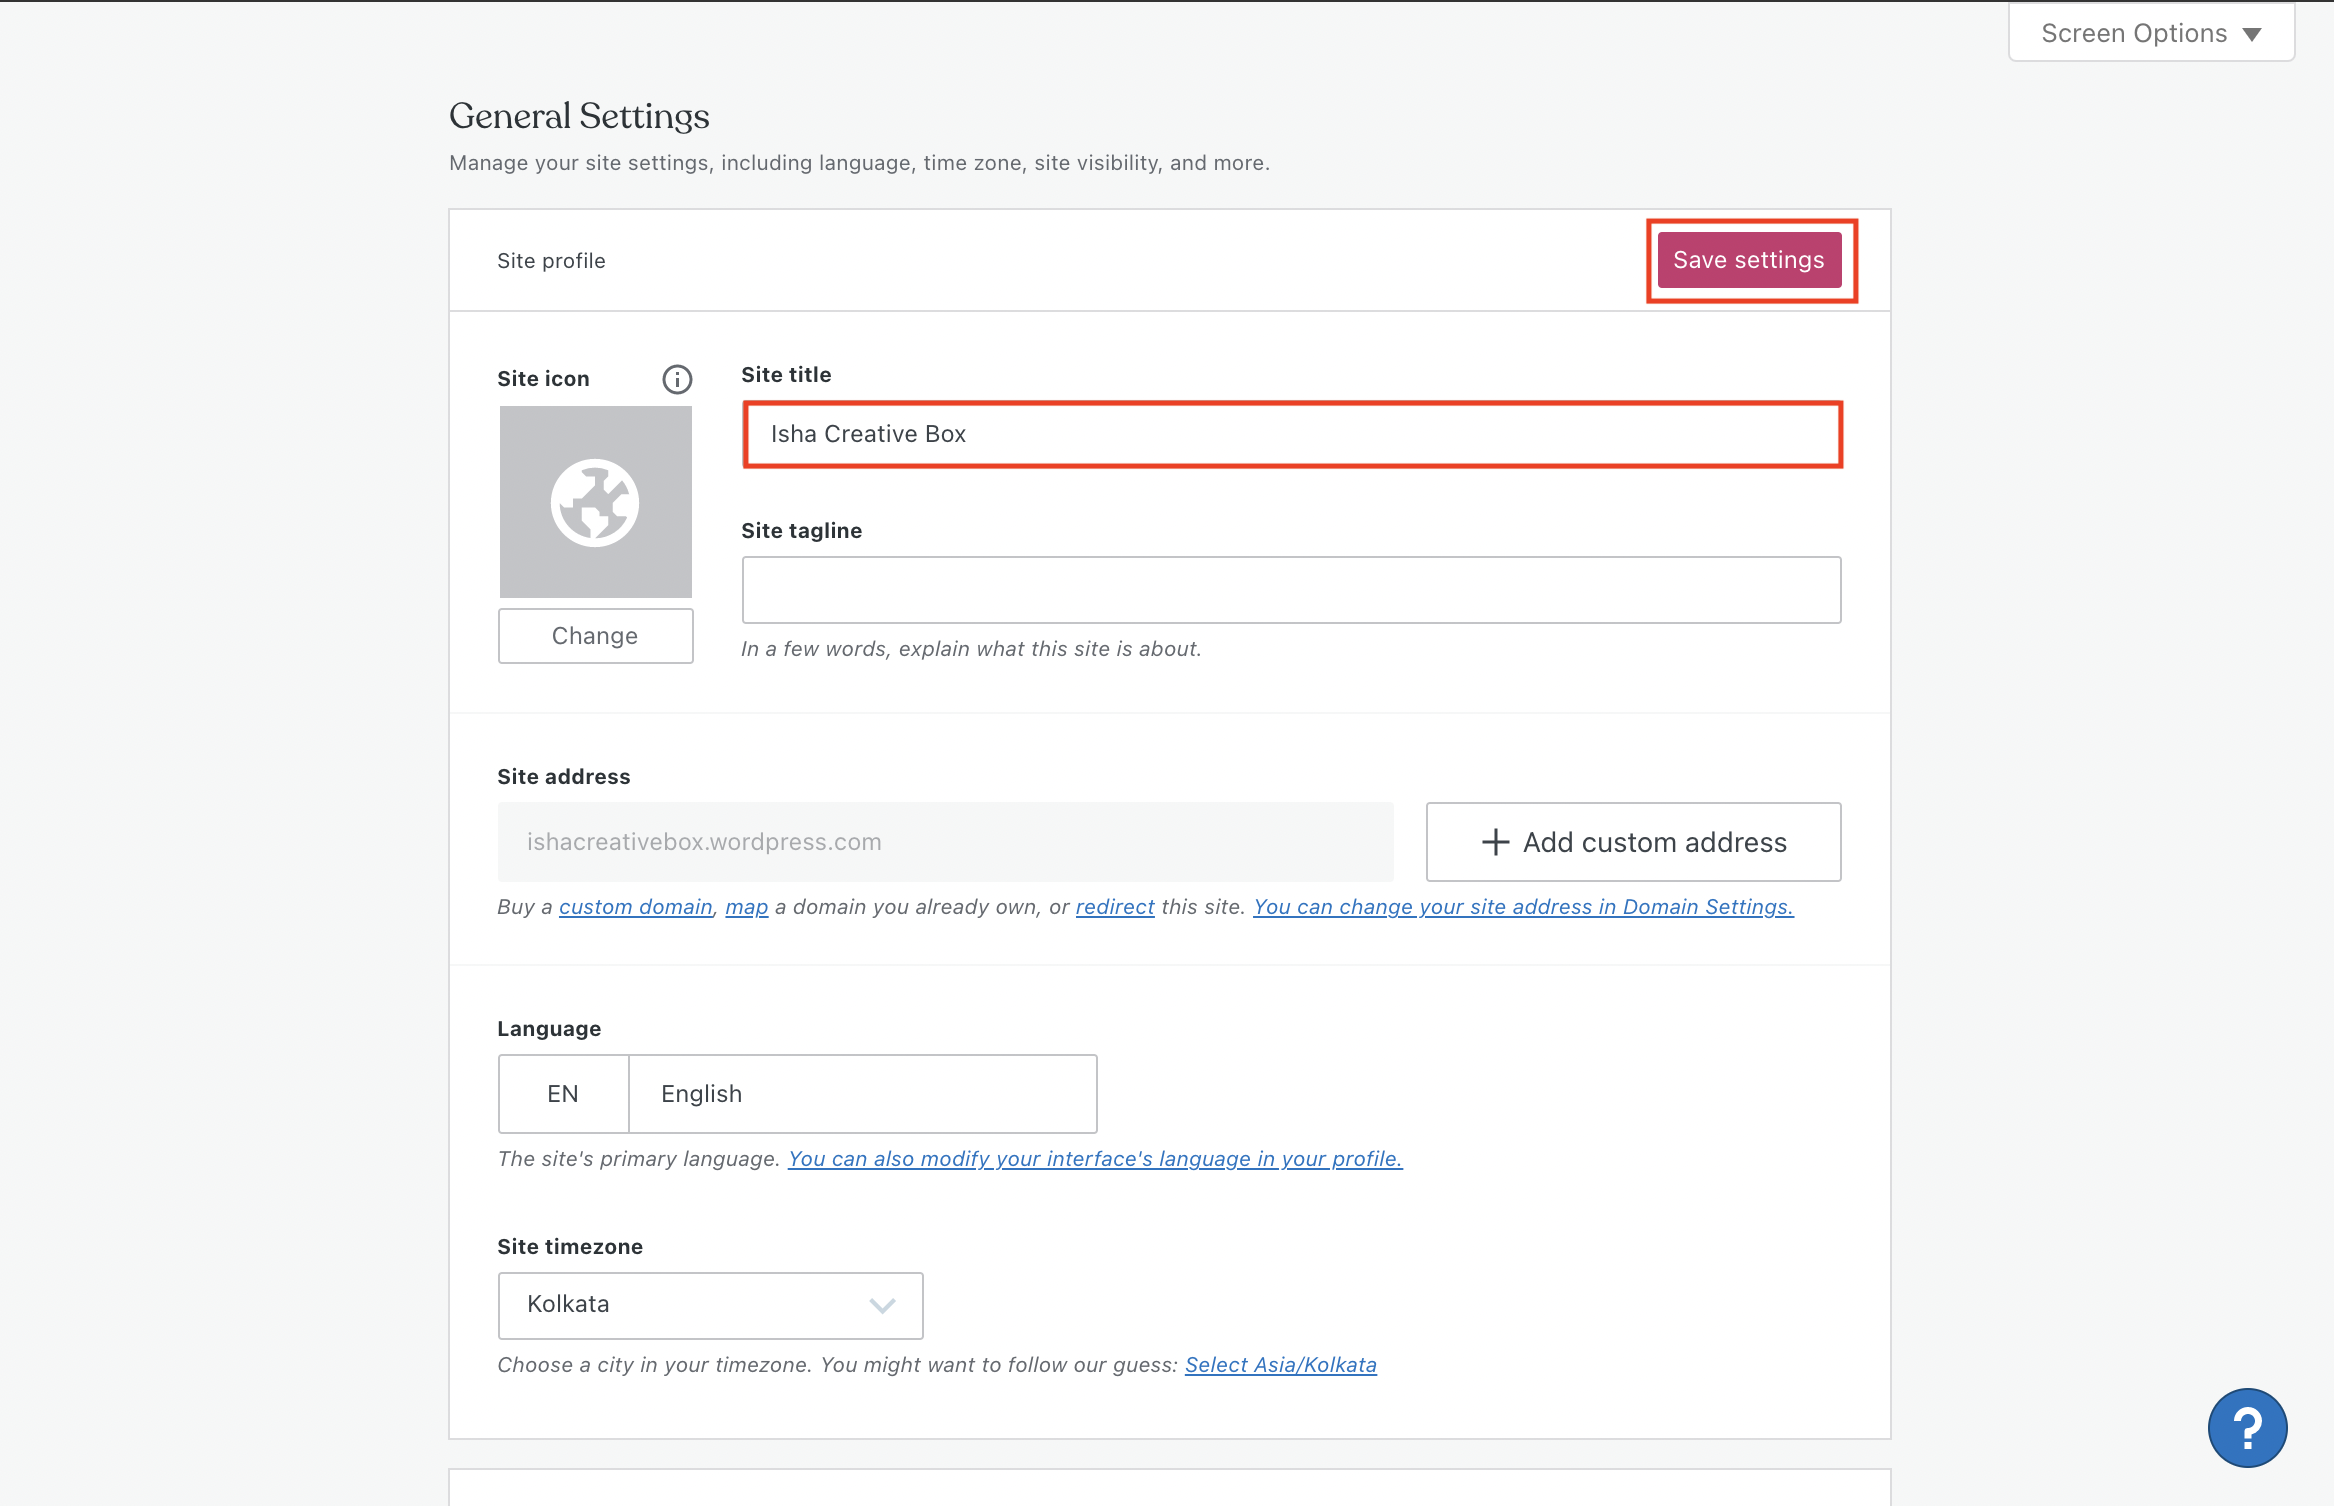 Screen Options
General Settings
Manage your site settings, including language, time zone, site visibility, and more.
Site profile
Save settings
Site icon
Site title
Isha Creative Box
Site tagline
Change
In a few words, explain what this site is about.
Site address
ishacreativebox.wordpress.com
Add custom address
Buy a custom domain, map a domain you already own, or redirect this site. You can change your site address in Domain Settings.
Language
EN
English
The site's primary language. You can also modify your interface's language in your profile.
Site timezone
Kolkata
Choose a city in your timezone. You might want to follow our guess: Select Asia/Kolkata
?